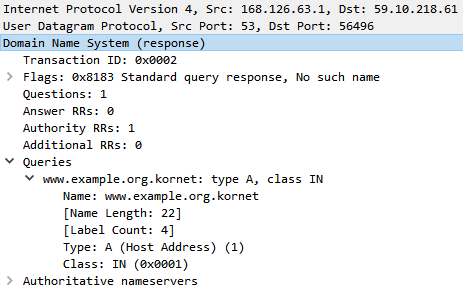 Internet Protocol Version 4, Src: 168.126.63.1, Dst: 59.10.218.61
User Datagram Protocol, Src Port: 53, Dst Port: 56496
Domain Name System (response)
Transaction ID: 0x0002
Flags: 0x8183 Standard query response, No such name
Questions: 1
Answer RRs: 0
Authority RRs: 1
Additional RRs: 0
Queries
www.example.org.kornet: type A, class IN
Name: www.example.org.kornet
[Name Length: 22]
[Label Count: 4]
Type: A (Host Address) (1)
Class: IN (0x0001)
Authoritative nameservers